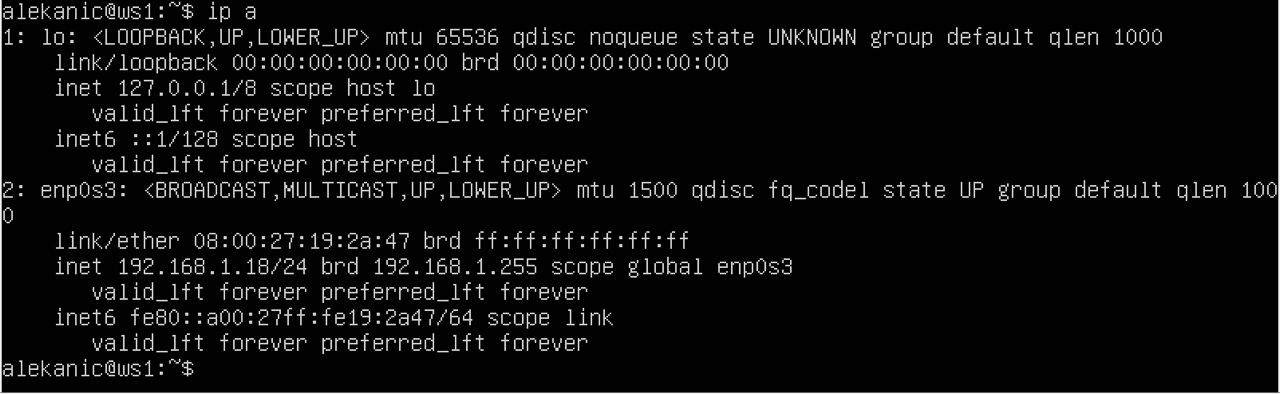 alekanic@ws1:~$ ip a
1: lo: <LOOPBACK,UP,LOWER_UP> mtu 65536 qdisc noqueue state UNKNOWN group default qlen 1000
    link/loopback 00:00:00:00:00:00 brd 00:00:00:00:00:00
    inet 127.0.0.1/8 scope host lo
       valid_lft forever preferred_lft forever
    inet6 ::1/128 scope host
       valid_lft forever preferred_lft forever
2: enp0s3: <BROADCAST,MULTICAST,UP,LOWER_UP> mtu 1500 qdisc fq_codel state UP group default qlen 100
0
    link/ether 08:00:27:19:2a:47 brd ff:ff:ff:ff:ff:ff
    inet 192.168.1.18/24 brd 192.168.1.255 scope global enp0s3
       valid_lft forever preferred_lft forever
    inet6 fe80::a00:27ff:fe19:2a47/64 scope link
       valid_lft forever preferred_lft forever
alekanic@ws1:~$